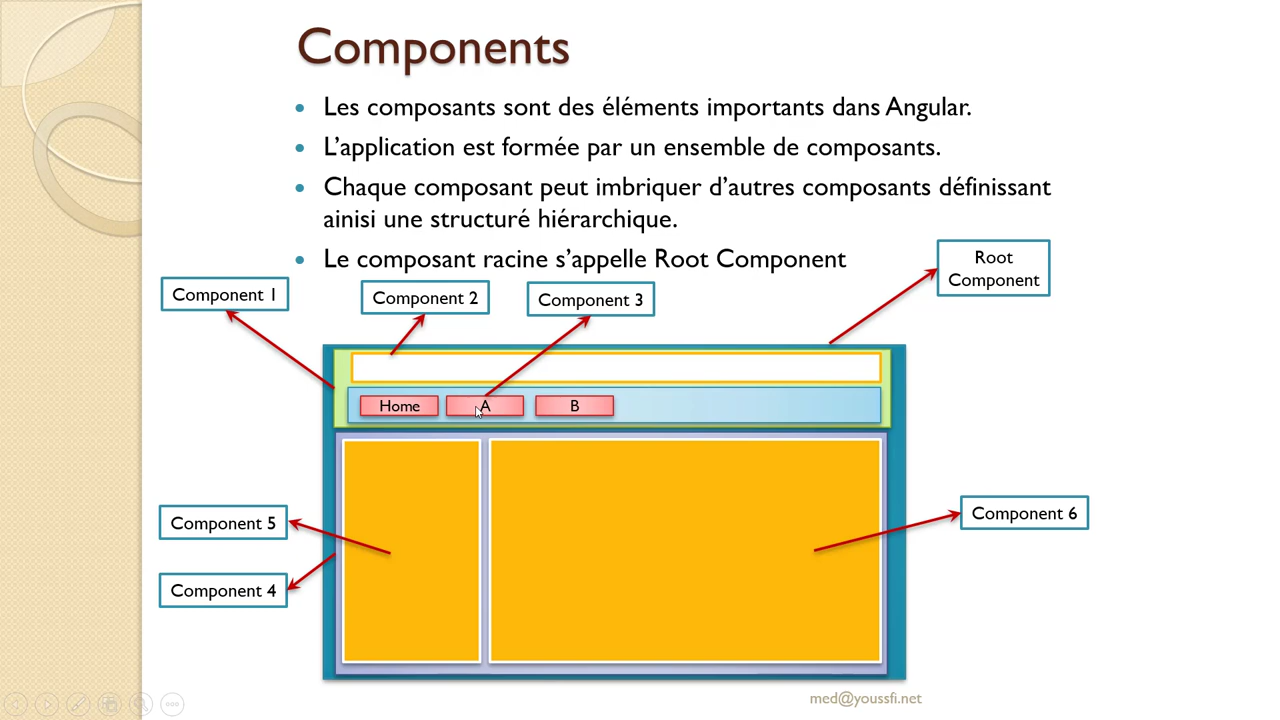 Components
Les composants sont des éléments importants dans Angular.
L’application est formée par un ensemble de composants.
Chaque composant peut imbriquer d’autres composants définissant
ainisi une structuré hiérarchique.
Le composant racine s’appelle Root Component
Root
Component
Component 1
Component 2
Component 3
Home
A
B
Component 5
Component 6
Component 4
med@youssfi.net